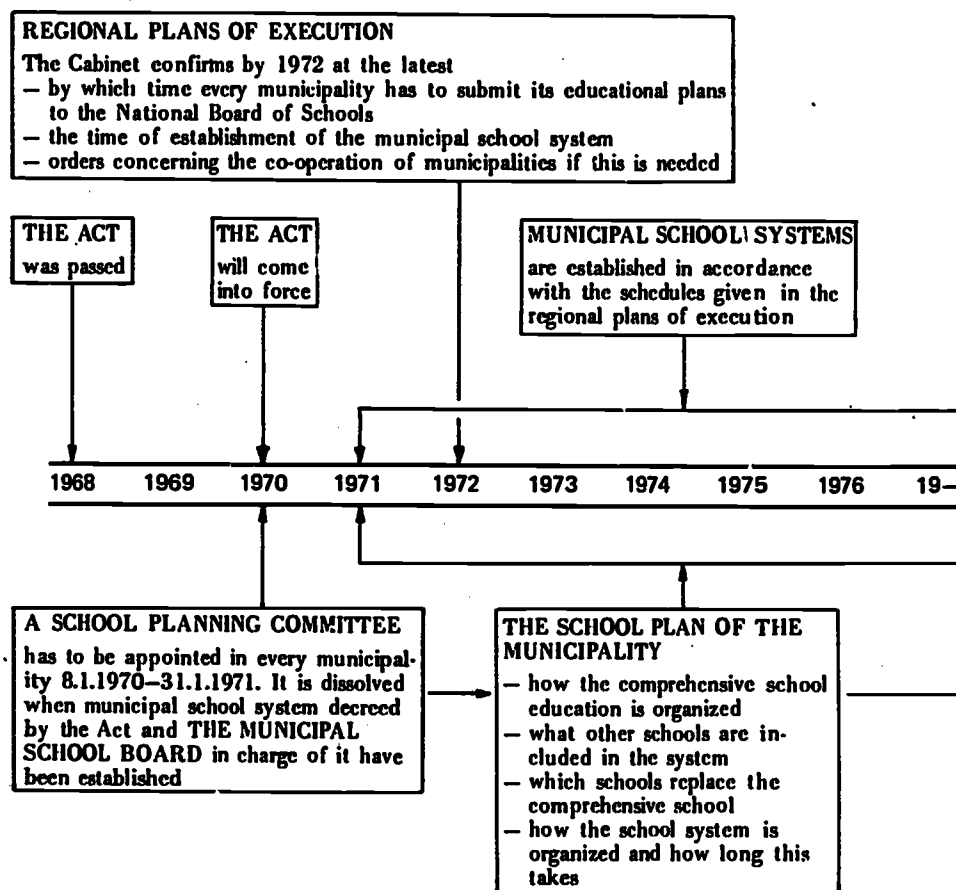 REGIONAL PLANS OF EXECUTION
The Cabinet confirms by 1972 at the latest
– by which time every municipality has to submit its educational plans
to the National Board of Schools
– the time of establishment of the municipal school system
– orders concerning the co-operation of municipalities if this is needed
THE ACT
was passed
THE ACT
will come
into force
MUNICIPAL SCHOOL SYSTEMS
are established in accordance
with the schedules given in the
regional plans of execution
1968 1969 1970 1971 1972 1973 1974 1975 1976 19–
A SCHOOL PLANNING COMMITTEE
has to be appointed in every municipal-
ity 8.1.1970–31.1.1971. It is dissolved
when municipal school system decreed
by the Act and THE MUNICIPAL
SCHOOL BOARD in charge of it have
been established
THE SCHOOL PLAN OF THE
MUNICIPALITY
– how the comprehensive school
education is organized
– what other schools are in-
cluded in the system
– which schools replace the
comprehensive school
– how the school system is
organized and how long this
takes